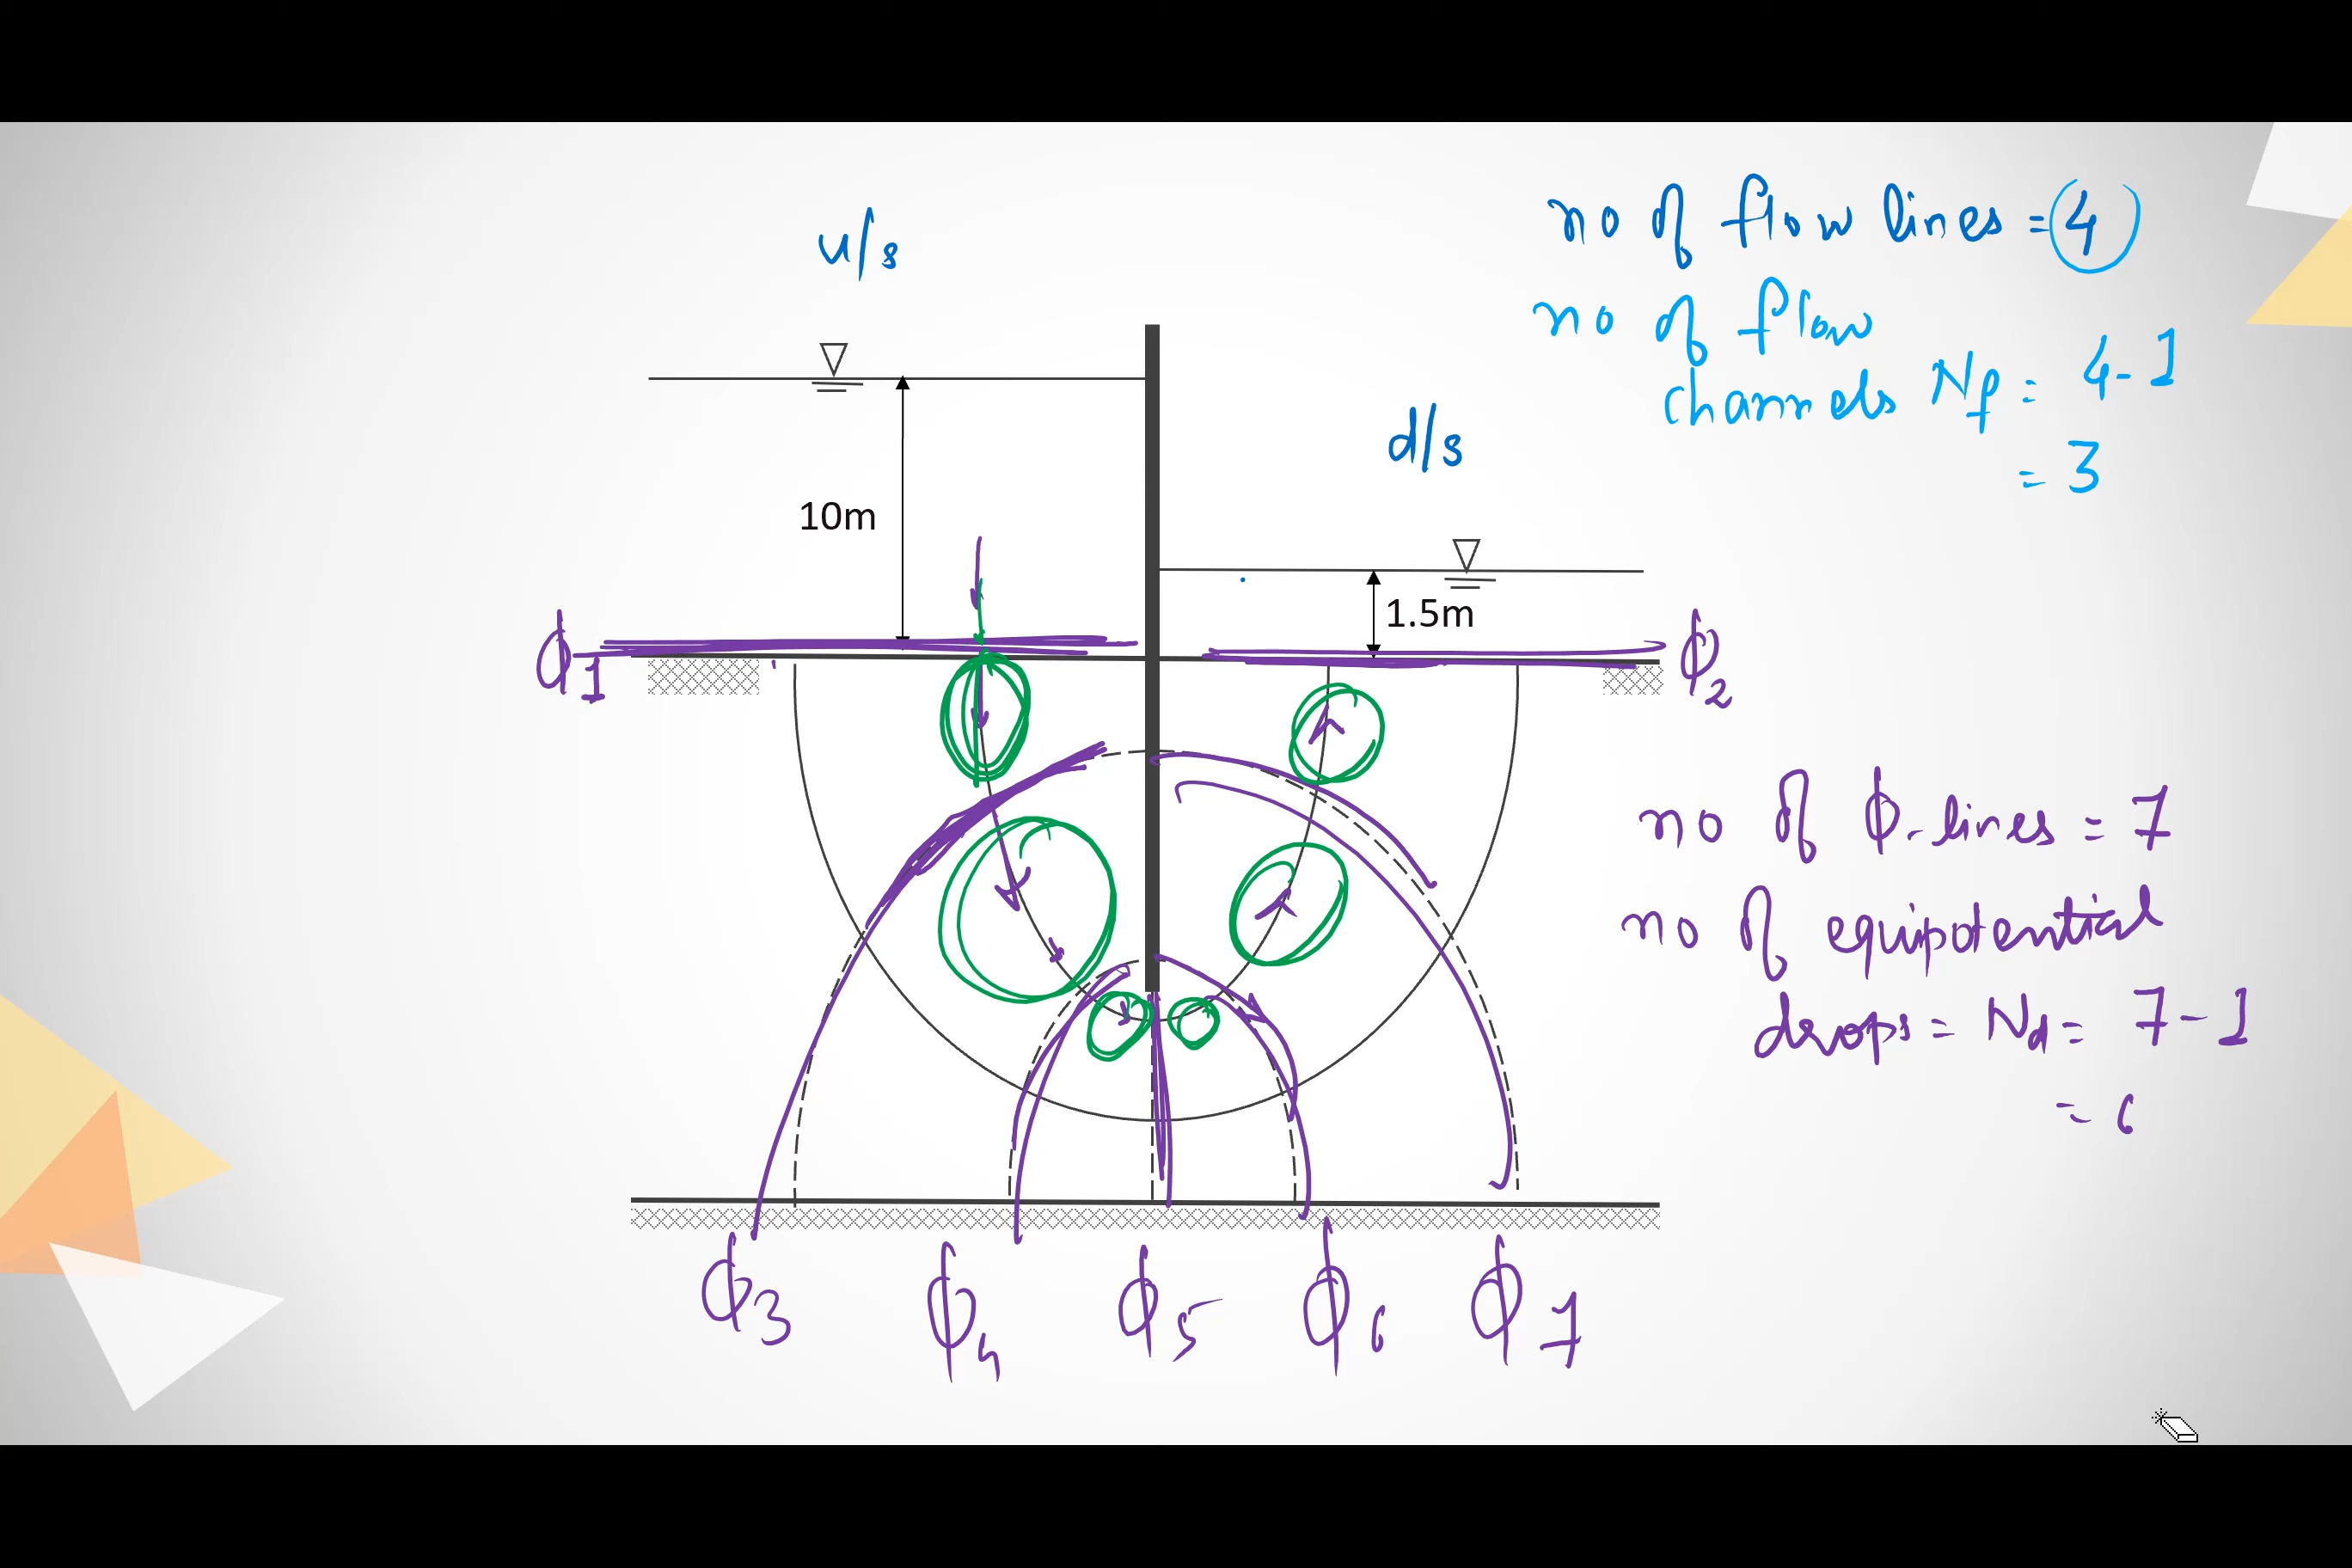 no of flow lines = 4
u/s
no of flow
channels Nf = 4-1
= 3
d/s
10m
1.5m
ϕ1
ϕ2
no of ϕ-lines = 7
no of equipotential
drops = Nd = 7-1
= 6
ϕ3 ϕ4 ϕ5 ϕ6 ϕ7